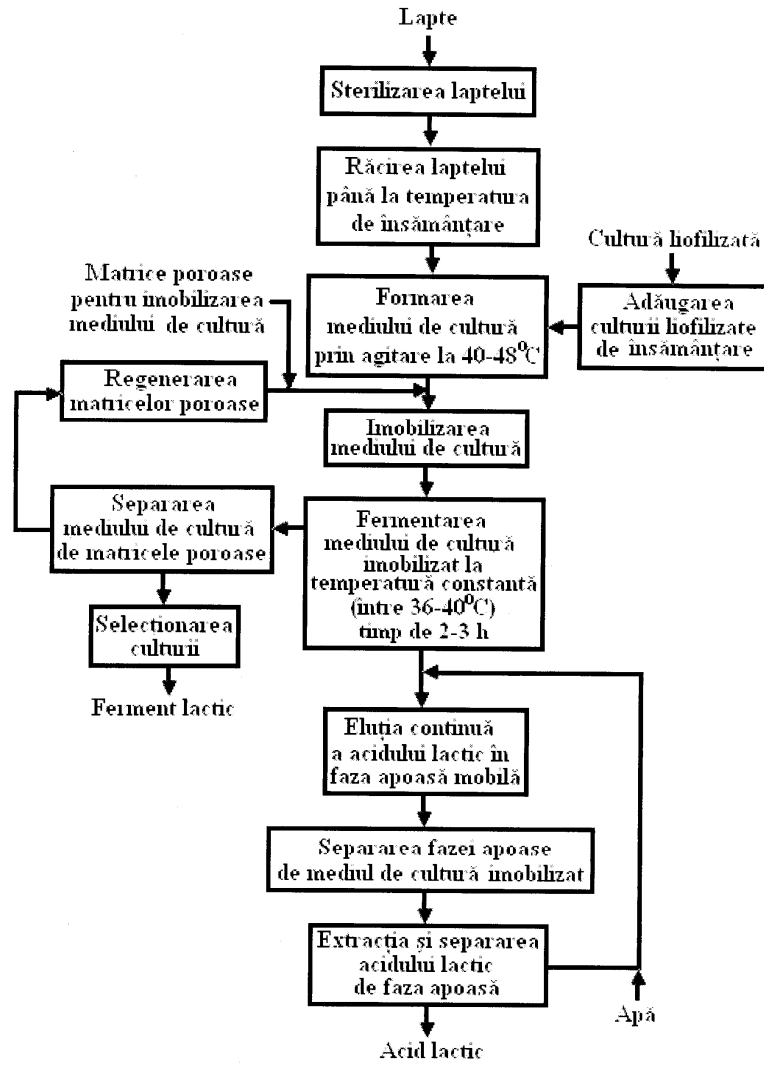 Lapte
Sterilizarea laptelui
Răcirea laptelui
până la temperatura
de însămânțare
Cultură liofilizată
Matrice poroase
pentru imobilizarea
mediului de cultură
Formarea
mediului de cultură
prin agitare la 40-48°C
Adăugarea
culturii liofilizate
de însămânțare
Regenerarea
matricelor poroase
Imobilizarea
mediului de cultură
Separarea
mediului de cultură
de matricele poroase
Fermentarea
mediului de cultură
imobilizat la
temperatură constantă
(între 36-40°C)
timp de 2-3 h
Selectionarea
culturii
Ferment lactic
Eluția continuă
a acidului lactic în
faza apoasă mobilă
Separarea fazei apoase
de mediul de cultură imobilizat
Extracția și separarea
acidului lactic
de faza apoasă
Apă
Acid lactic